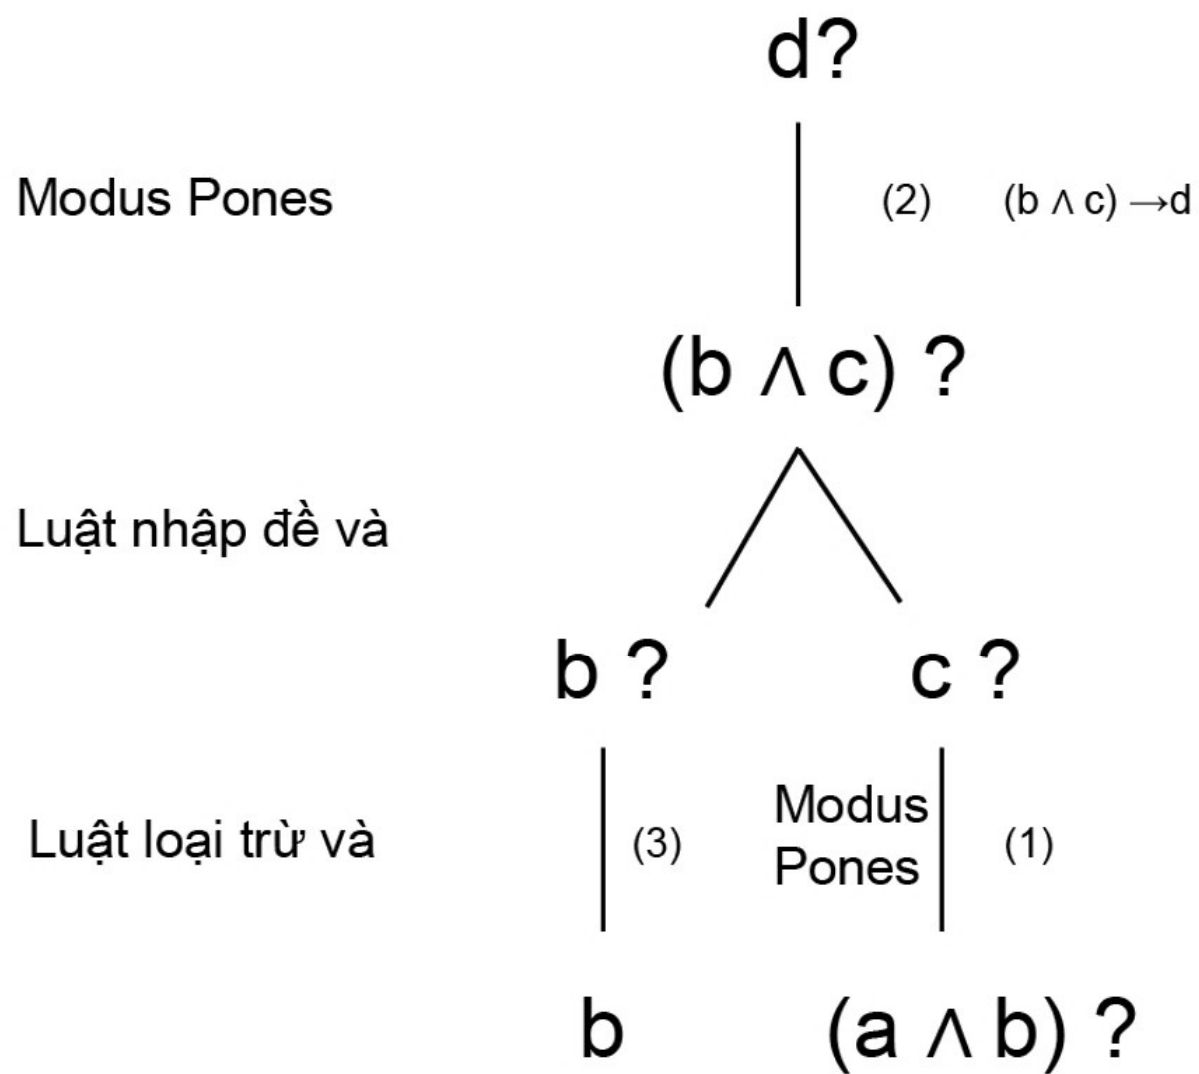 d?
Modus Pones
(2) (b ∧ c) →d
(b ∧ c) ?
Luật nhập đề và
b ?
c ?
Luật loại trừ và
(3)
Modus
Pones
(1)
b
(a ∧ b) ?